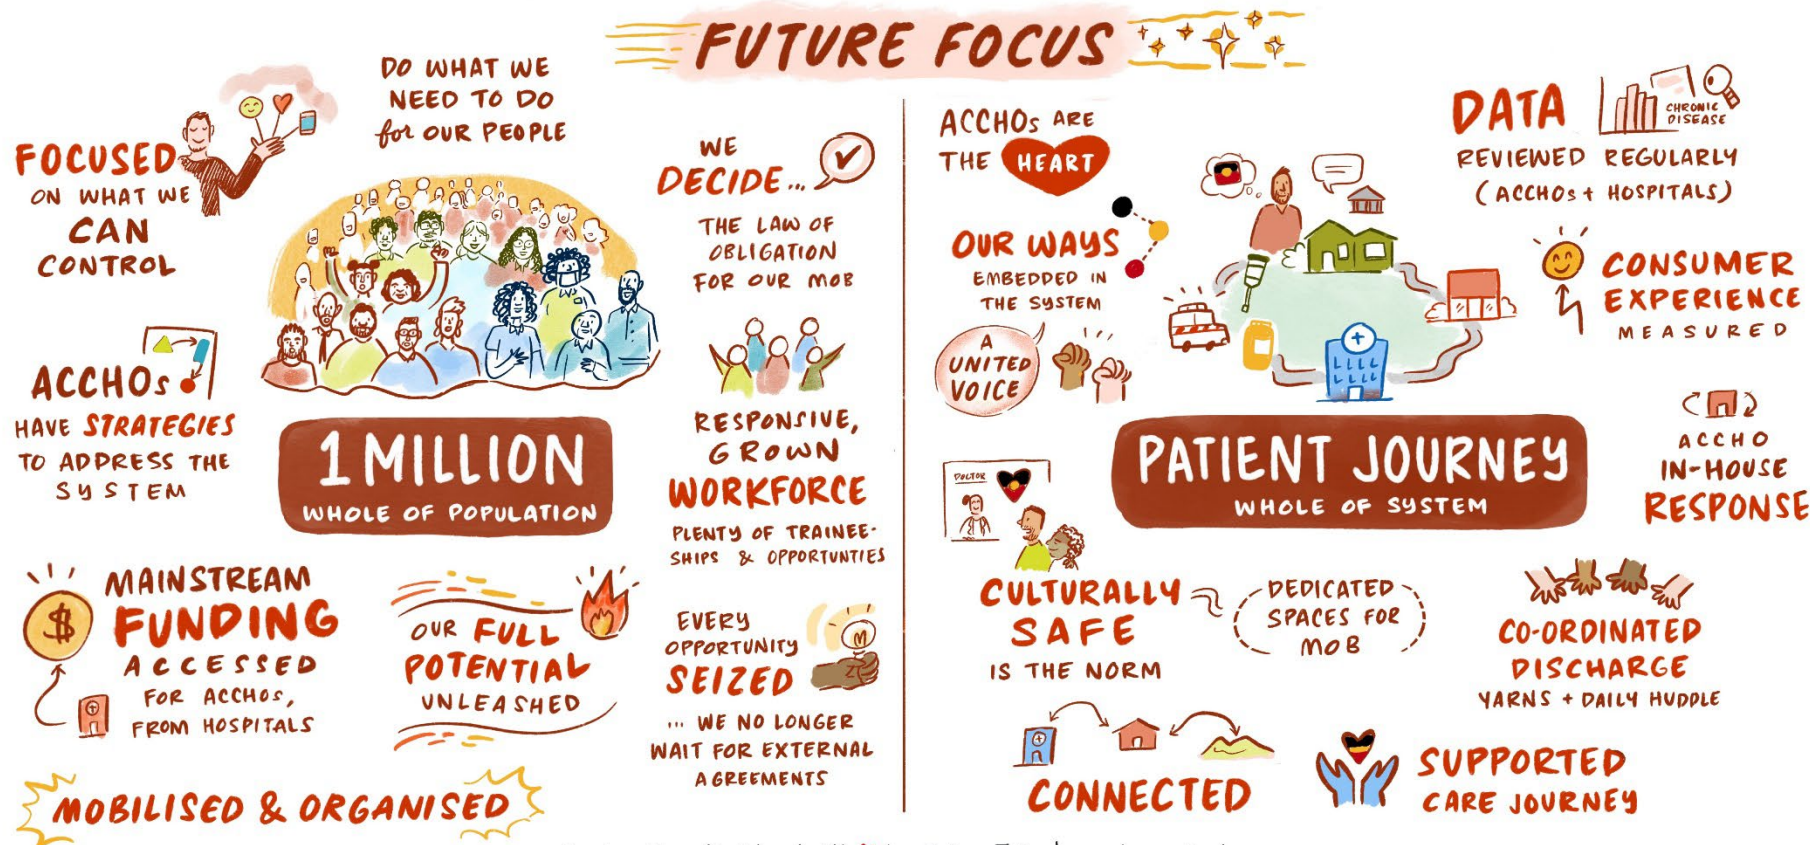 FUTURE FOCUS
DO WHAT WE
NEED TO DO
for OUR PEOPLE
FOCUSED
ON WHAT WE
CAN
CONTROL
WE
DECIDE...
THE LAW OF
OBLIGATION
FOR OUR MOB
ACCHOs
HAVE STRATEGIES
TO ADDRESS THE
SYSTEM
1 MILLION
WHOLE OF POPULATION
RESPONSIVE,
GROWN
WORKFORCE
PLENTY OF TRAINEE-
SHIPS & OPPORTUNTIES
$
MAINSTREAM
FUNDING
ACCESSED
FOR ACCHOs,
FROM HOSPITALS
OUR FULL
POTENTIAL
UNLEASHED
EVERY
OPPORTUNITY
SEIZED
... WE NO LONGER
WAIT FOR EXTERNAL
AGREEMENTS
MOBILISED & ORGANISED
ACCHOs ARE
THE HEART
OUR WAYS
EMBEDDED IN
THE SYSTEM
A
UNITED
VOICE
DATA
CHRONIC
DISEASE
REVIEWED REGULARLY
(ACCHOs + HOSPITALS)
CONSUMER
EXPERIENCE
MEASURED
PATIENT JOURNEY
WHOLE OF SYSTEM
ACCHO
IN-HOUSE
RESPONSE
DOCTOR
CULTURALLY
SAFE
IS THE NORM
DEDICATED
SPACES FOR
MOB
CO-ORDINATED
DISCHARGE
YARNS + DAILY HUDDLE
CONNECTED
SUPPORTED
CARE JOURNEY